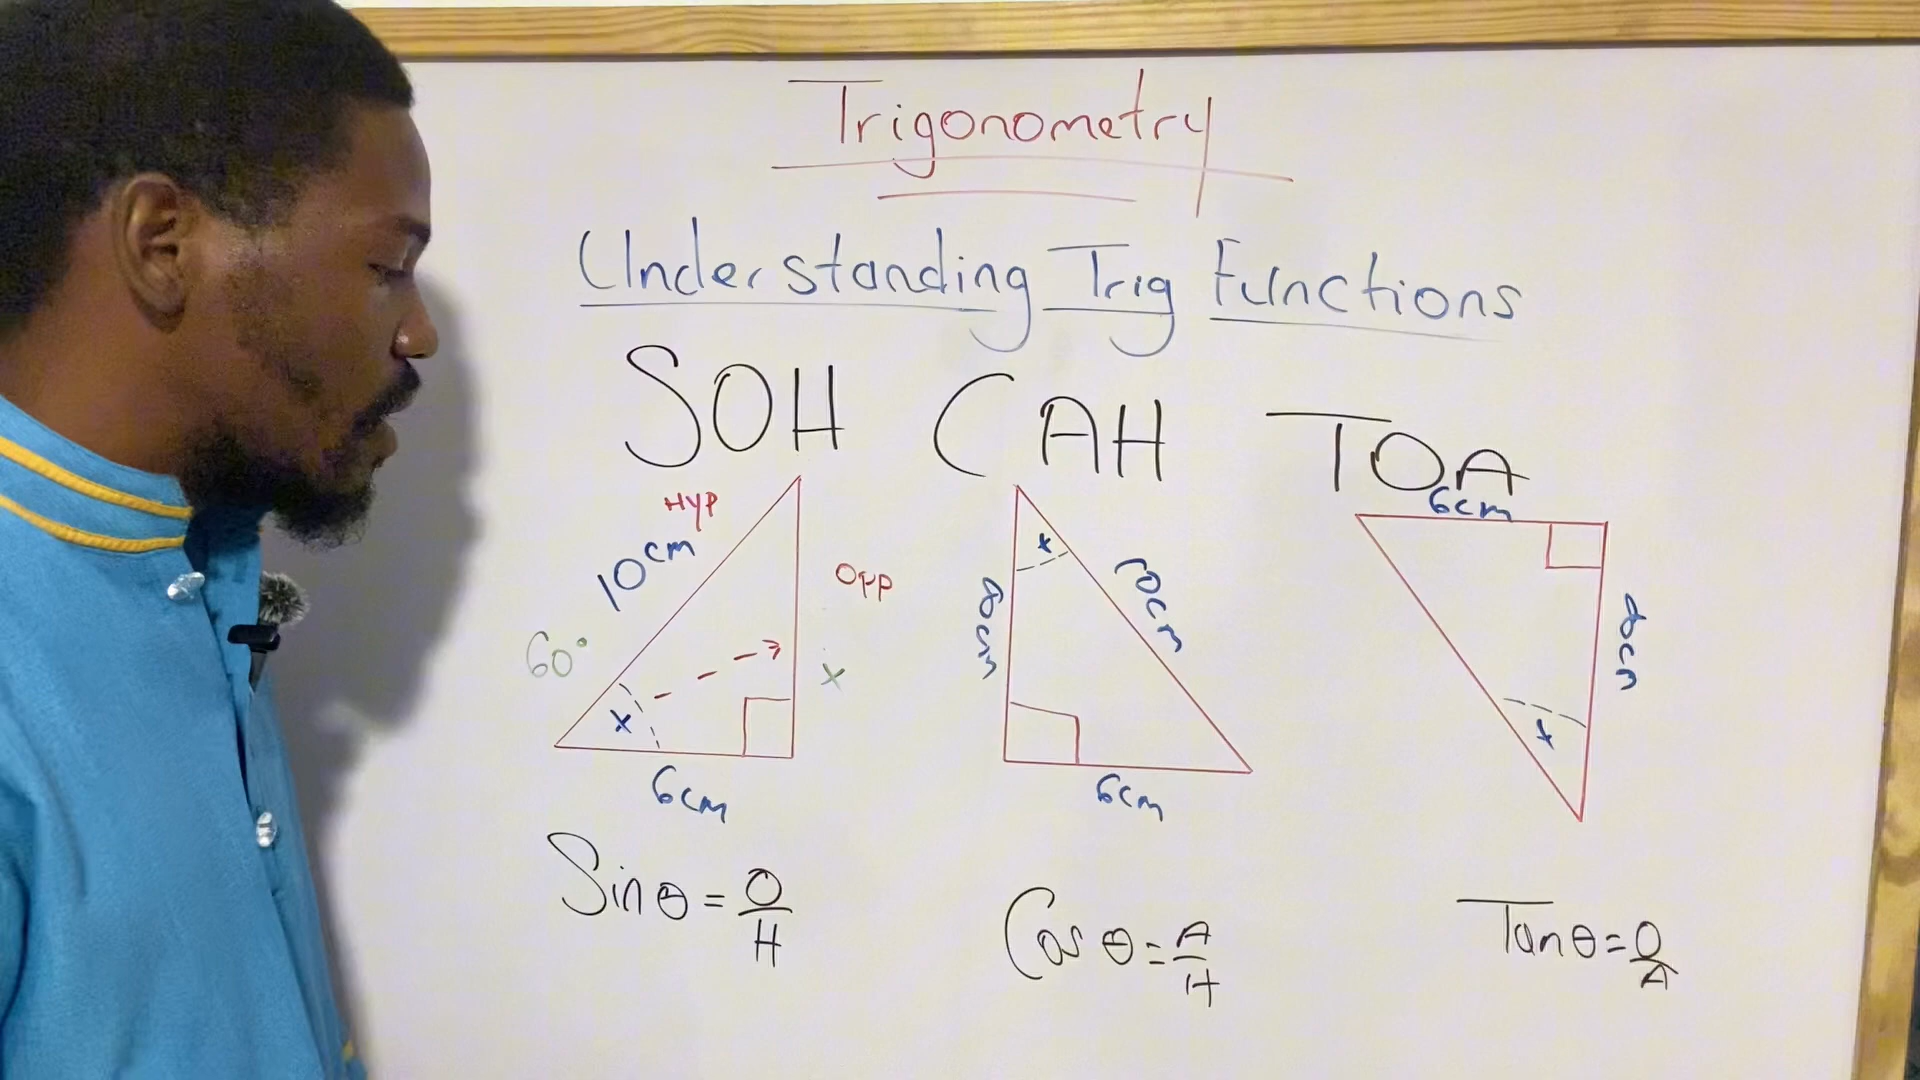 Trigonometry
Understanding Trig Functions
SOH CAH TOA
Hyp
10cm
Opp
60°
x
x
6cm
x
8cm
10cm
6cm
6cm
8cm
x
Sin θ = O/H
Cos θ = A/H
Tan θ = O/A